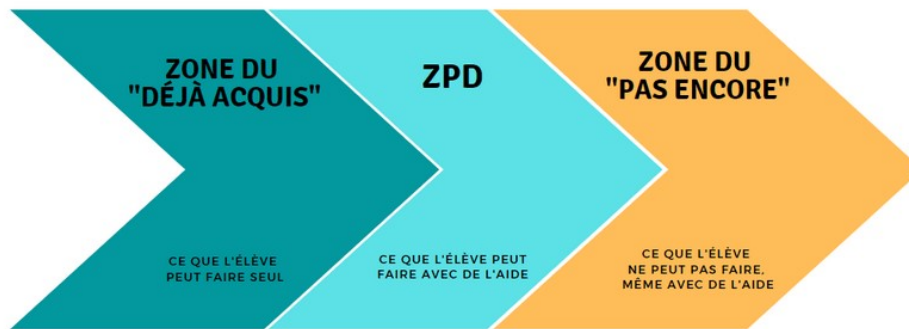 ZONE DU
"DÉJÀ ACQUIS"
CE QUE L'ÉLÈVE
PEUT FAIRE SEUL
ZPD
CE QUE L'ÉLÈVE PEUT
FAIRE AVEC DE L'AIDE
ZONE DU
"PAS ENCORE"
CE QUE L'ÉLÈVE
NE PEUT PAS FAIRE,
MÊME AVEC DE L'AIDE